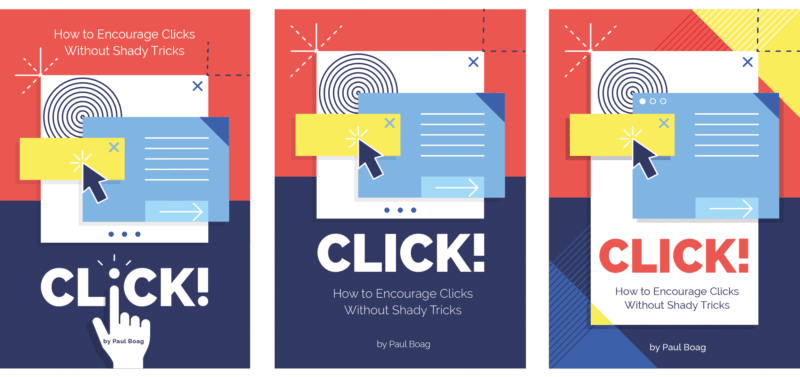 How to Encourage Clicks
Without Shady Tricks
CLiCK!
by Paul Boag
CLICK!
How to Encourage Clicks
Without Shady Tricks
by Paul Boag
CLICK!
How to Encourage Clicks
Without Shady Tricks
by Paul Boag